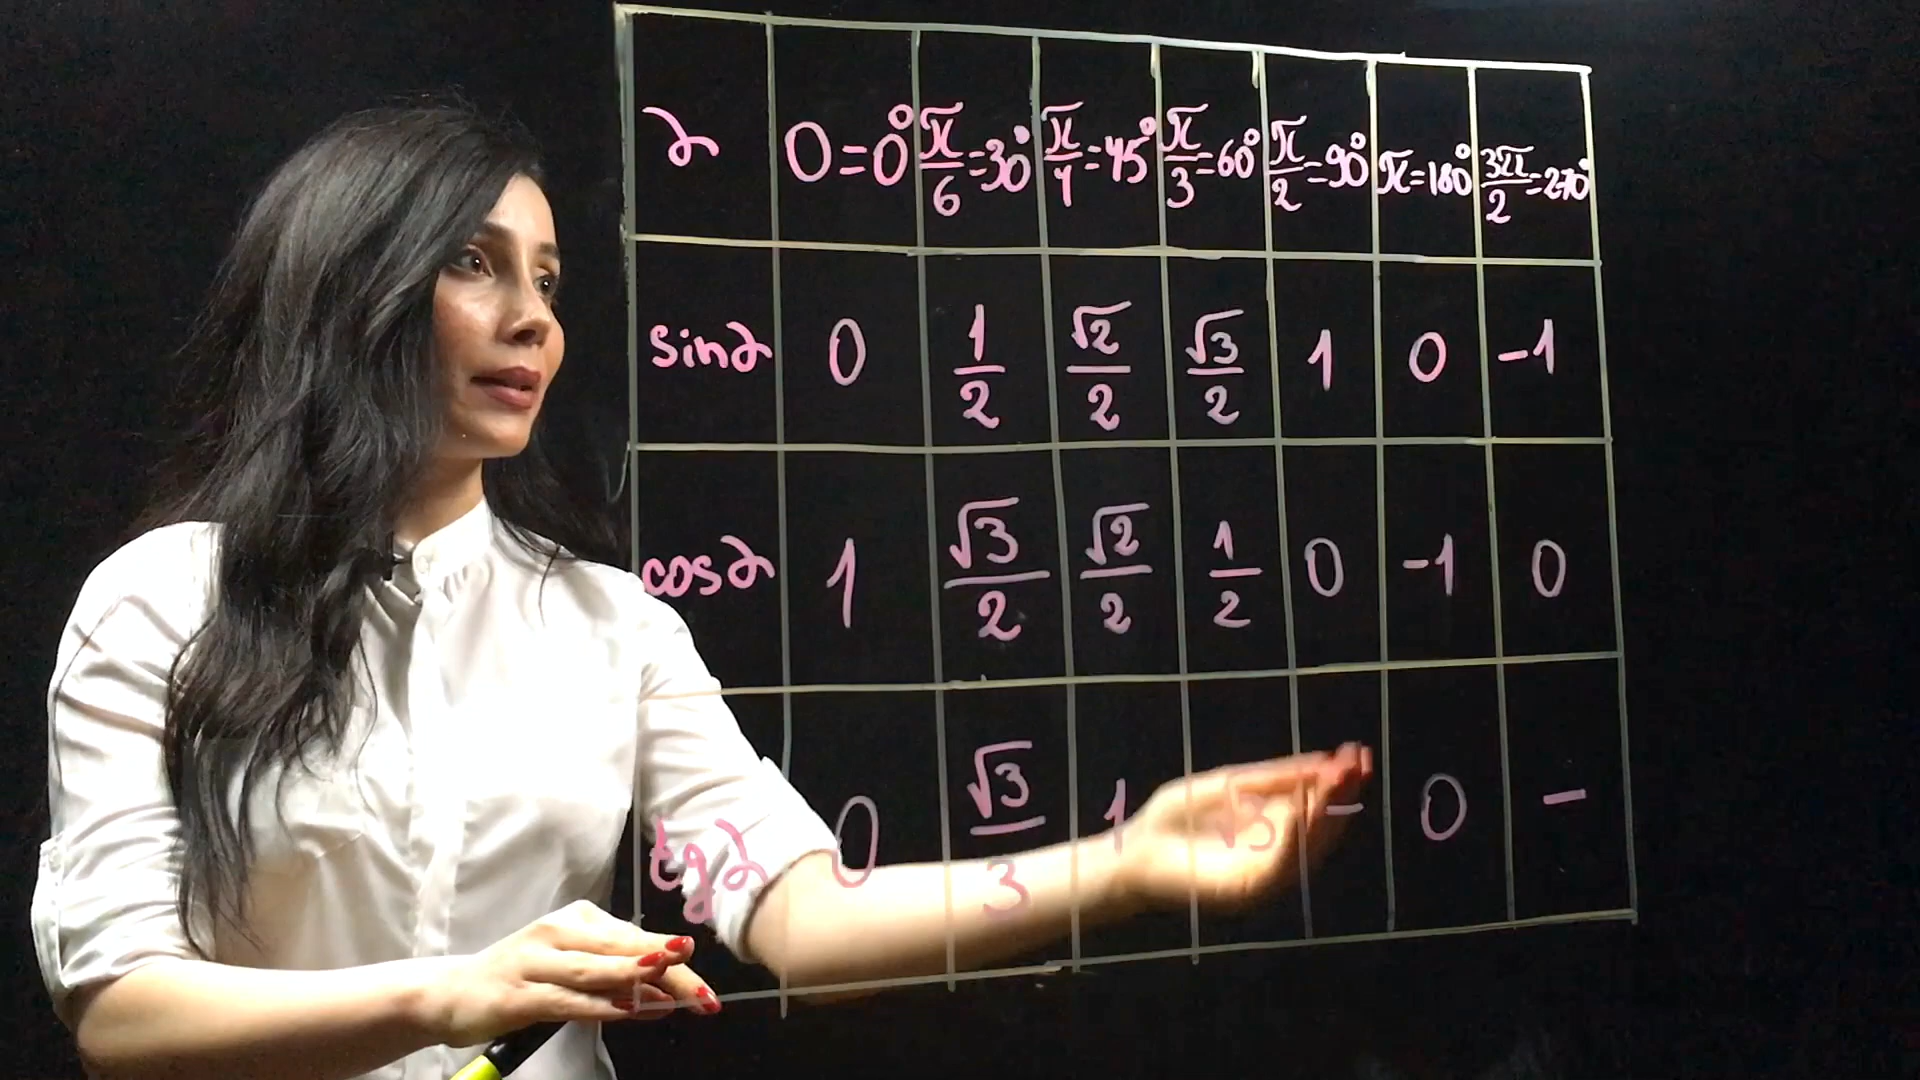 α 0=0° π/6=30° π/4=45° π/3=60° π/2=90° π=180° 3π/2=270°
sinα 0 1/2 √2/2 √3/2 1 0 -1
cosα 1 √3/2 √2/2 1/2 0 -1 0
tgα 0 √3/3 1 √3 - 0 -